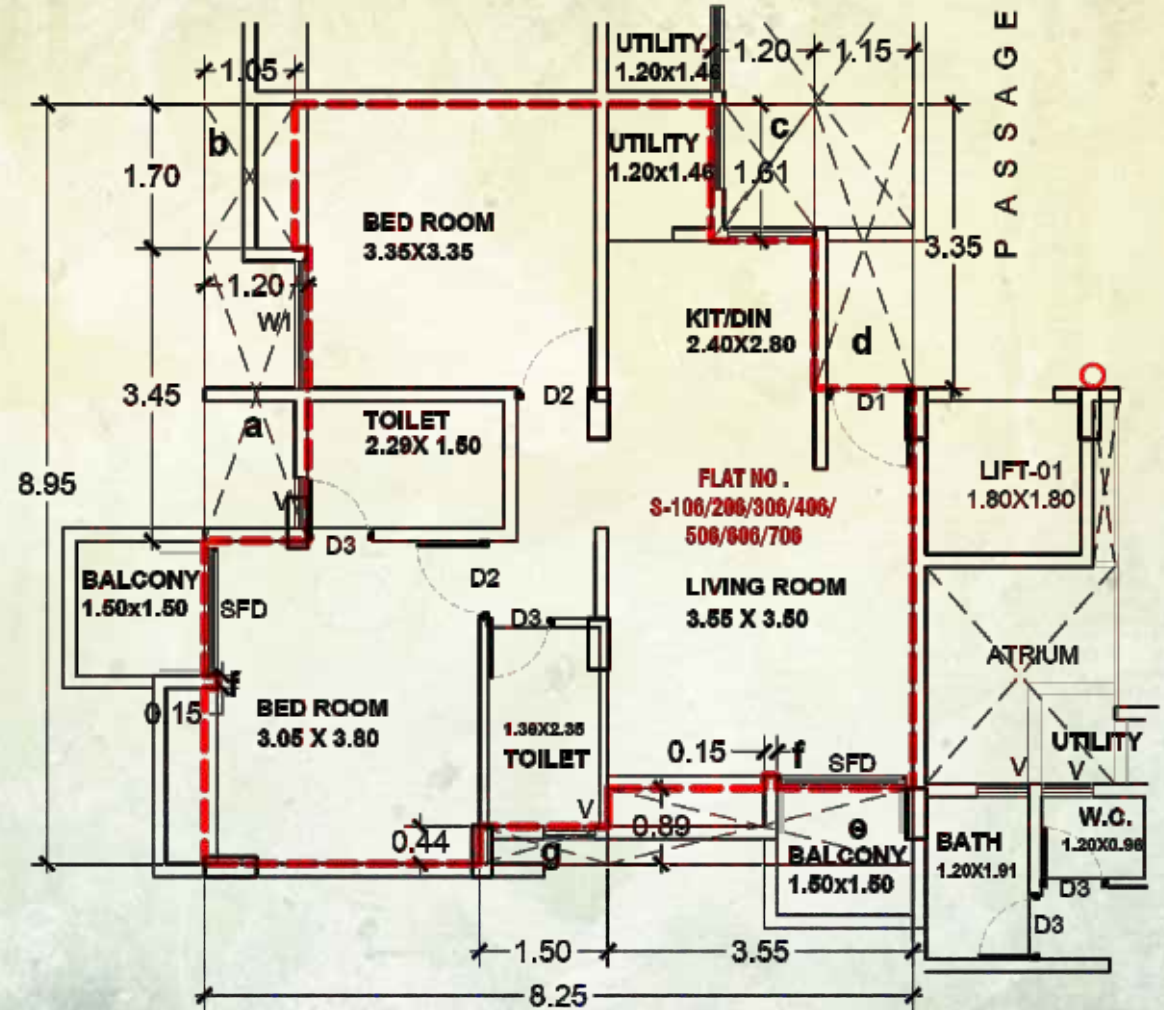 UTILITY
1.20x1.46
1.20
1.15
PASSAGE
1.05
b
c
1.70
UTILITY
1.20x1.46
1.61
BED ROOM
3.35X3.35
3.35
1.20
W1
KIT/DIN
2.40X2.80
d
3.45
D2
D1
a
TOILET
2.29X 1.50
8.95
FLAT NO .
S-106/206/306/406/
506/606/706
LIFT-01
1.80X1.80
V
D3
D2
BALCONY
1.50x1.50
SFD
LIVING ROOM
3.55 X 3.50
D3
ATRIUM
f
0.15
BED ROOM
3.05 X 3.80
1.30X2.35
TOILET
0.15
f
SFD
UTILITY
V
V
V
0.44
g
0.89
e
BALCONY
1.50x1.50
BATH
1.20X1.91
W.C.
1.20X0.96
D3
D3
1.50
3.55
8.25